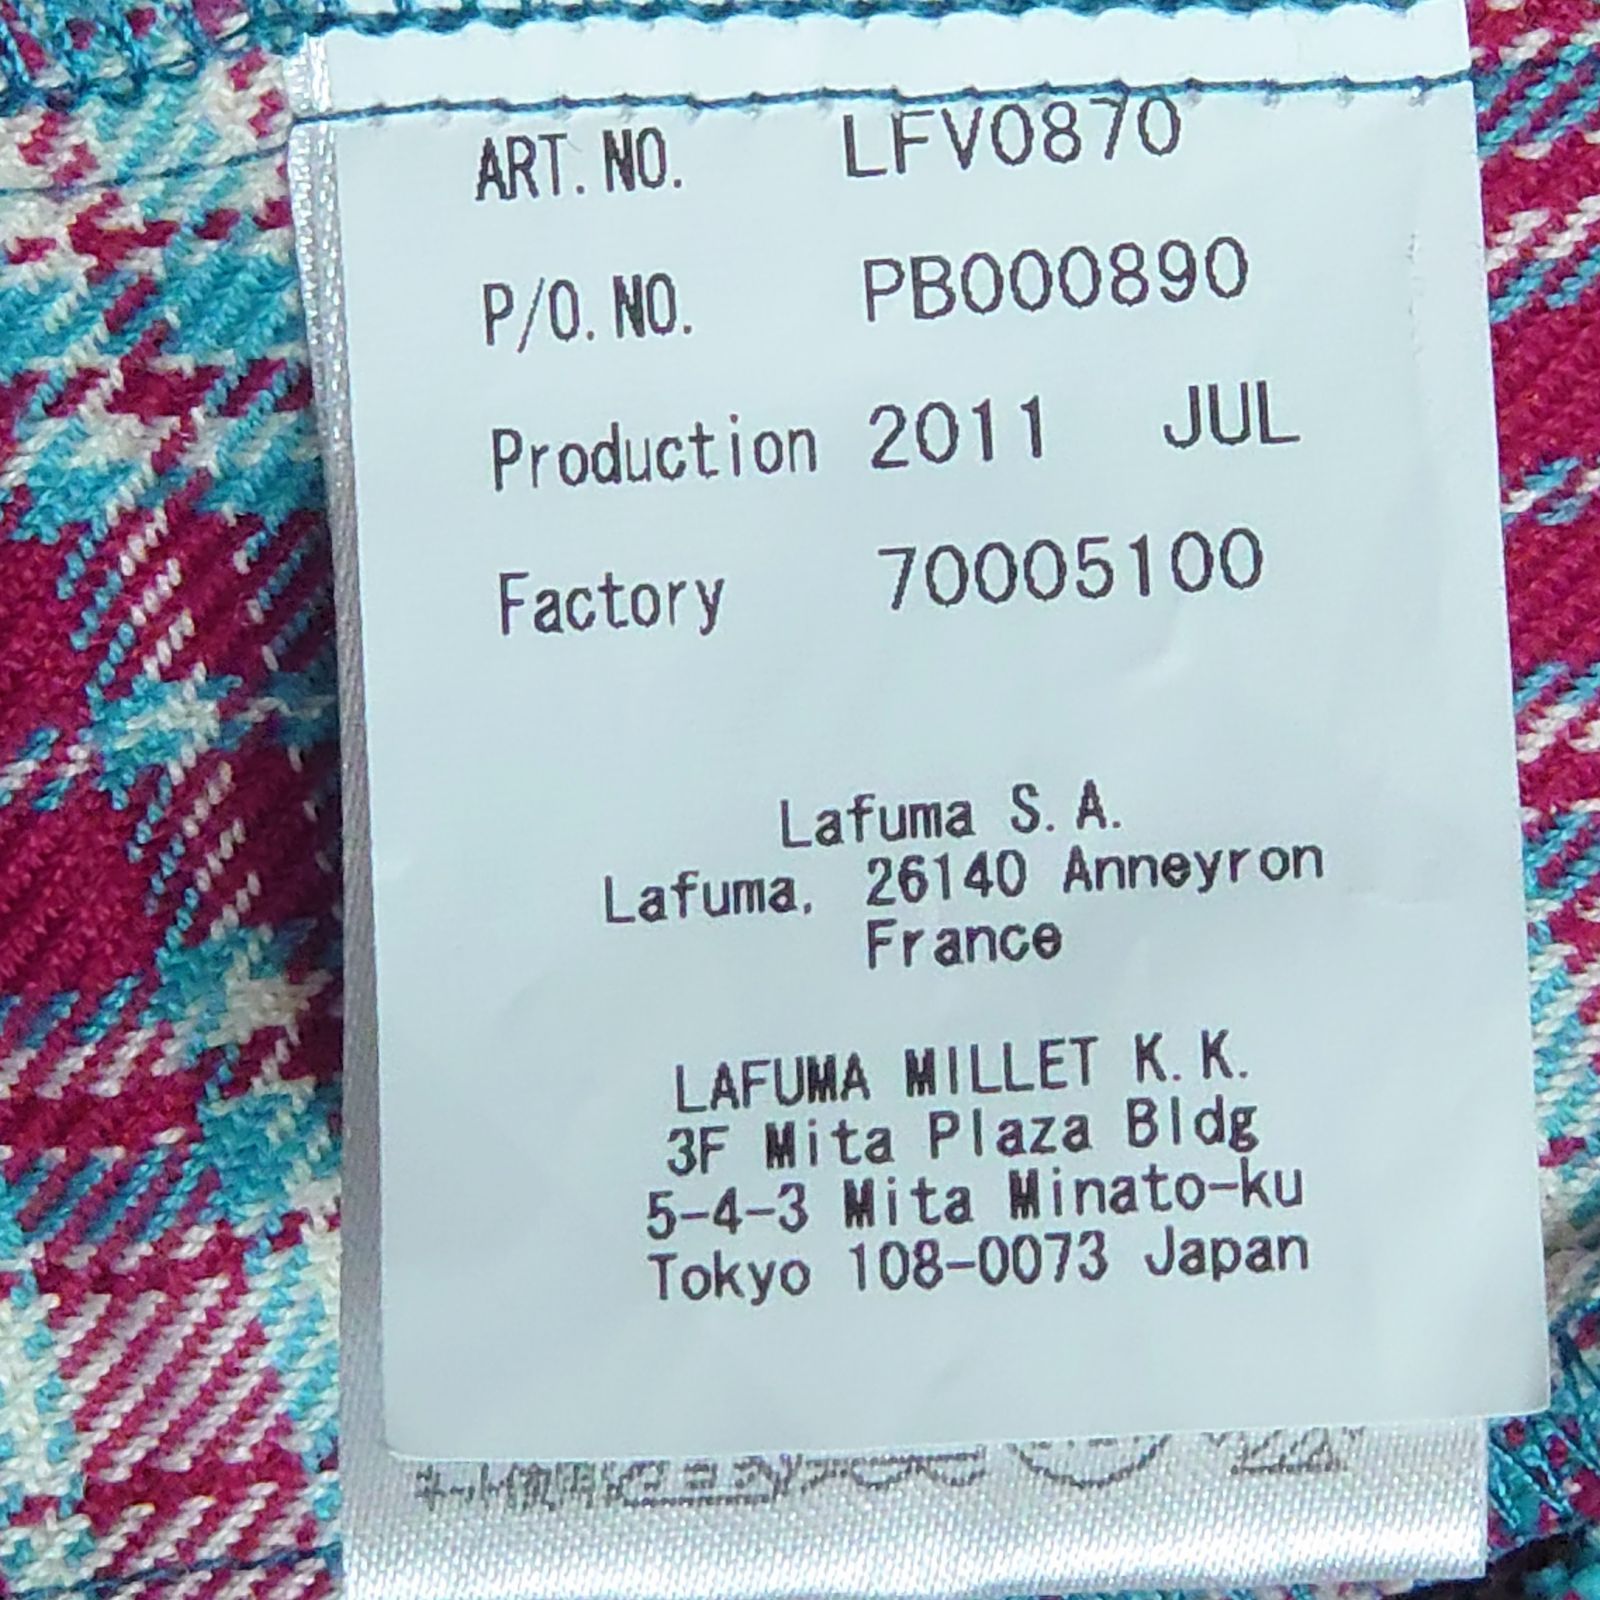 ART. NO. LFV0870
P/O. NO. PB000890
Production 2011 JUL
Factory 70005100
Lafuma S. A.
Lafuma, 26140 Anneyron
France
LAFUMA MILLET K. K.
3F Mita Plaza Bldg
5-4-3 Mita Minato-ku
Tokyo 108-0073 Japan